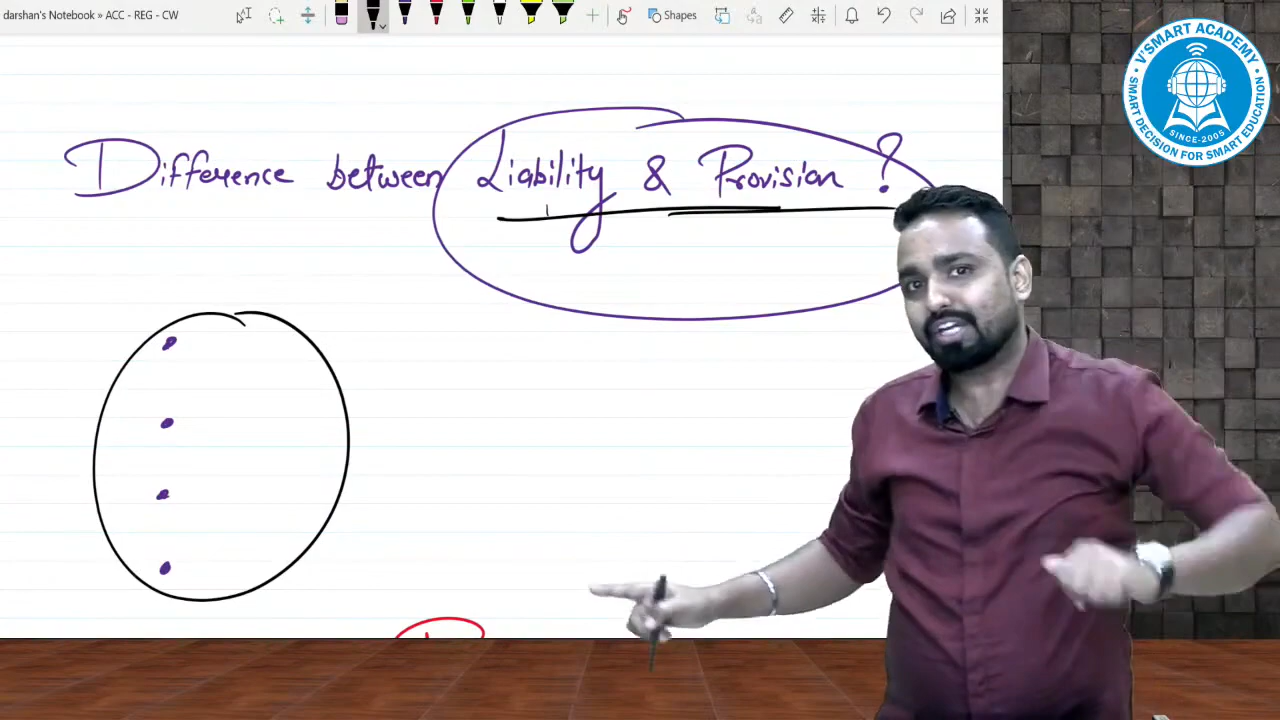 darshan's Notebook » ACC - REG - CW
Shapes
Difference between Liability & Provision ?
V'SMART ACADEMY
SINCE-2005
SMART DECISION FOR SMART EDUCATION